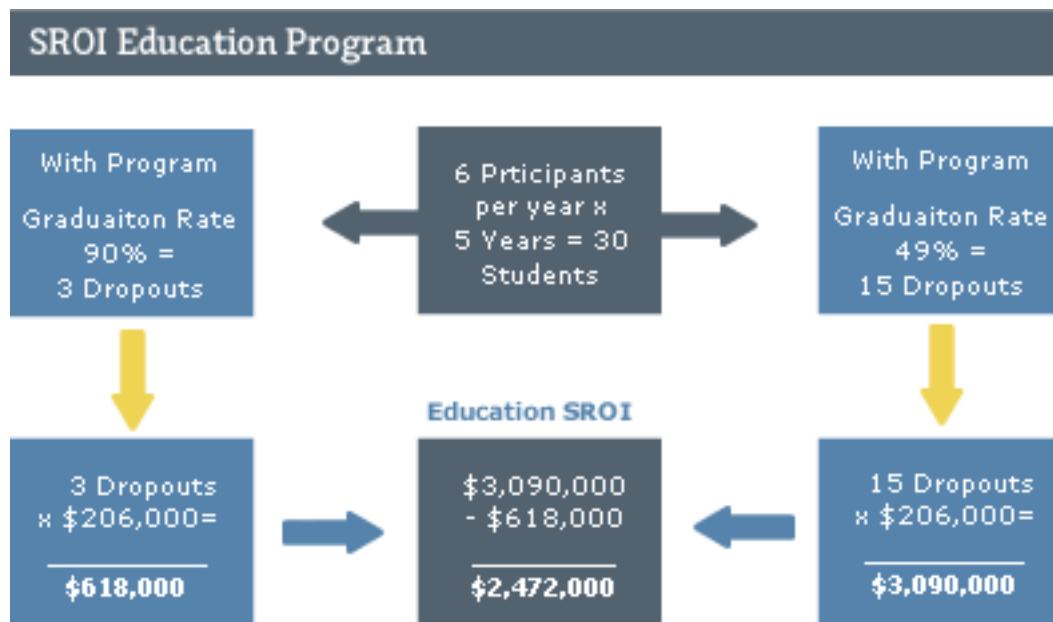 SROI Education Program
With Program
Graduaiton Rate
90% =
3 Dropouts
6 Prticipants
per year x
5 Years = 30
Students
With Program
Graduaiton Rate
49% =
15 Dropouts
3 Dropouts
x $206,000=
$618,000
Education SROI
$3,090,000
- $618,000
$2,472,000
15 Dropouts
x $206,000=
$3,090,000